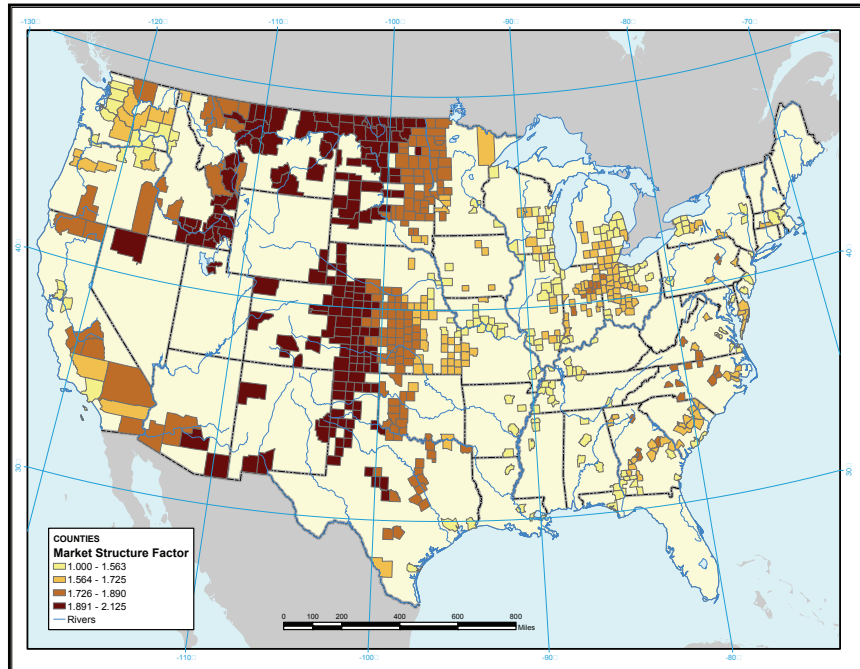 -130
-120
-110
-100
-90
-80
-70
40
40
30
30
COUNTIES
Market Structure Factor
1.000 - 1.563
1.564 - 1.725
1.726 - 1.890
1.891 - 2.125
Rivers
0 100 200 400 600 800
Miles
-110
-100
-90
-80